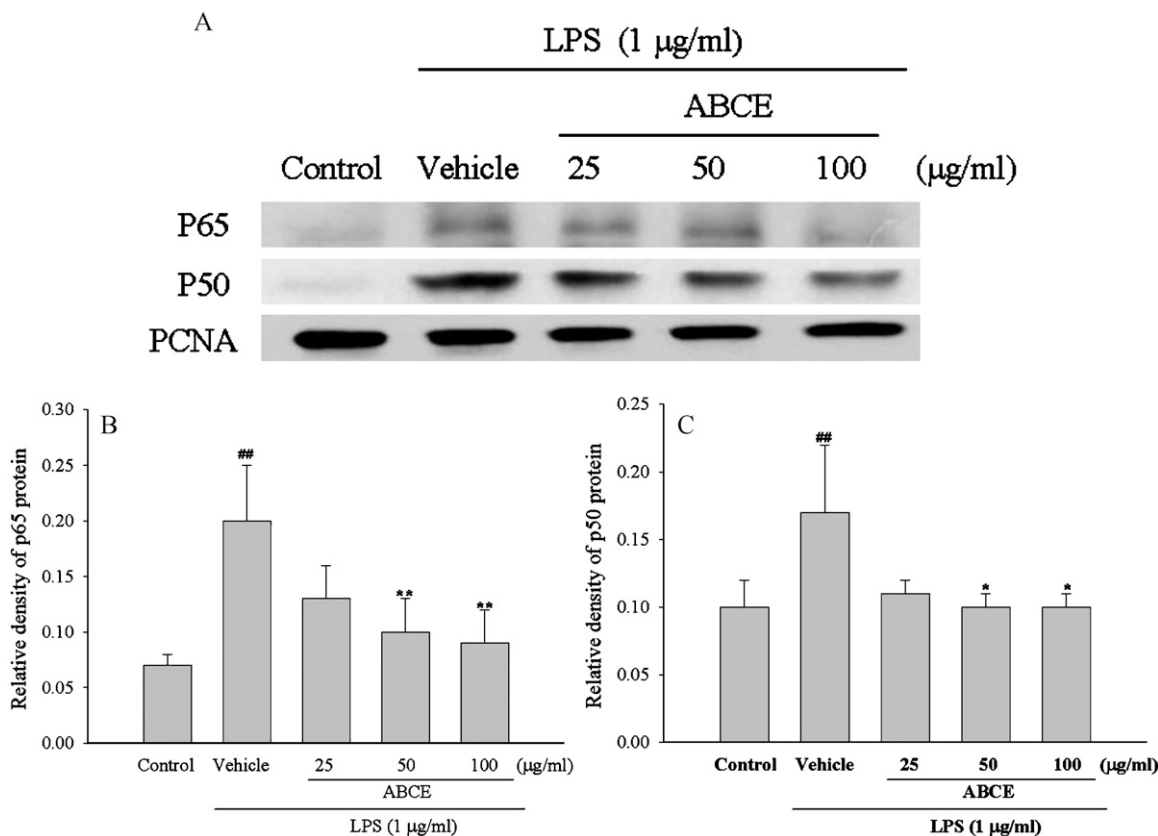 A
LPS (1 µg/ml)
ABCE
Control Vehicle 25 50 100 (µg/ml)
P65
P50
PCNA
B
Relative density of p65 protein
0.30
0.25
0.20
0.15
0.10
0.05
0.00
##
**
**
Control Vehicle 25 50 100 (µg/ml)
ABCE
LPS (1 µg/ml)
C
Relative density of p50 protein
0.25
0.20
0.15
0.10
0.05
0.00
##
*
*
Control Vehicle 25 50 100 (µg/ml)
ABCE
LPS (1 µg/ml)